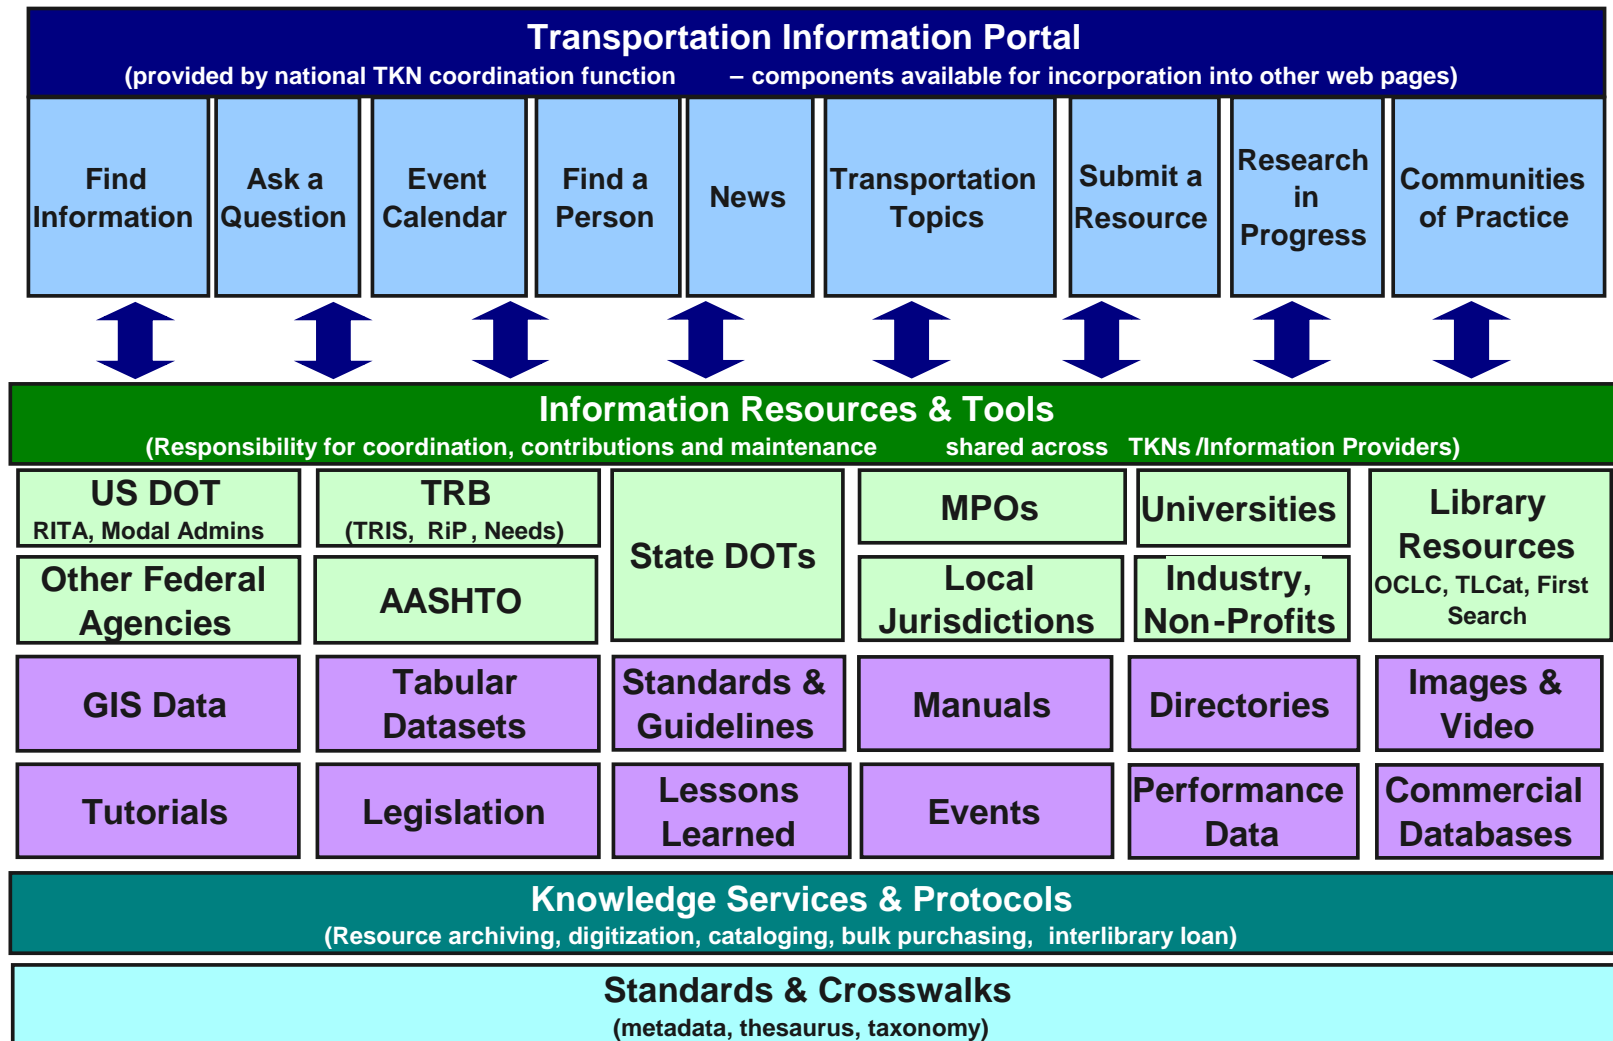 Transportation Information Portal
(provided by national TKN coordination function – components available for incorporation into other web pages)
Find
Information
Ask a
Question
Event
Calendar
Find a
Person
News
Transportation
Topics
Submit a
Resource
Research
in
Progress
Communities
of Practice
Information Resources & Tools
(Responsibility for coordination, contributions and maintenance shared across TKNs /Information Providers)
US DOT
RITA, Modal Admins
TRB
(TRIS, RiP, Needs)
State DOTs
MPOs
Universities
Library
Resources
OCLC, TLCat, First
Search
Other Federal
Agencies
AASHTO
Local
Jurisdictions
Industry,
Non-Profits
GIS Data
Tabular
Datasets
Standards &
Guidelines
Manuals
Directories
Images &
Video
Tutorials
Legislation
Lessons
Learned
Events
Performance
Data
Commercial
Databases
Knowledge Services & Protocols
(Resource archiving, digitization, cataloging, bulk purchasing, interlibrary loan)
Standards & Crosswalks
(metadata, thesaurus, taxonomy)